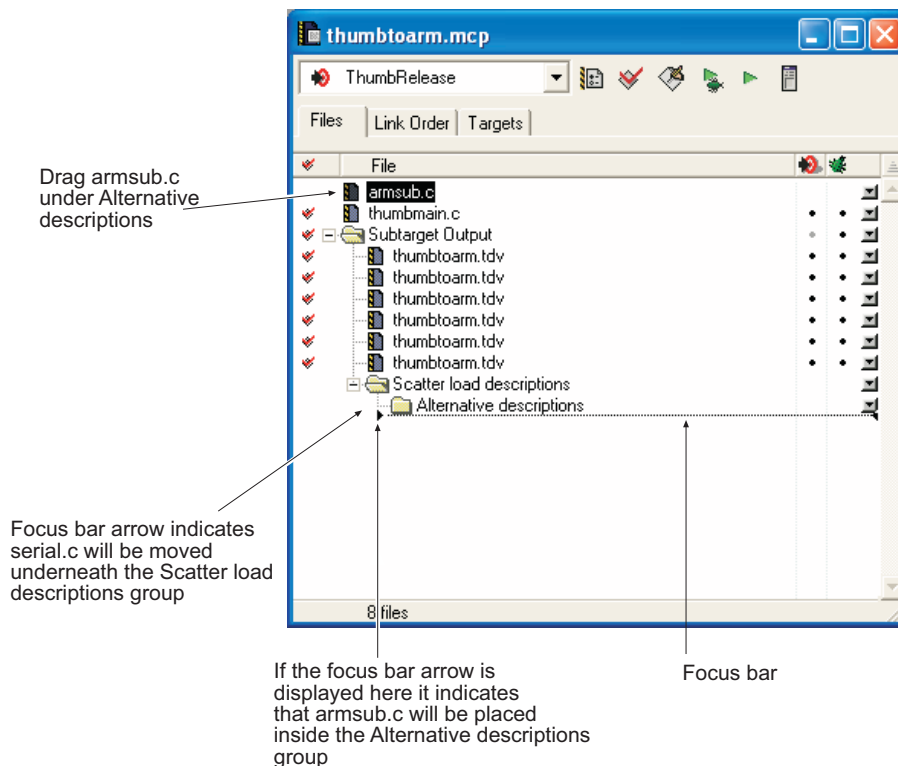 thumbtoarm.mcp
ThumbRelease
Files Link Order Targets
File
armsub.c
thumbmain.c
Subtarget Output
thumbtoarm.tdv
thumbtoarm.tdv
thumbtoarm.tdv
thumbtoarm.tdv
thumbtoarm.tdv
thumbtoarm.tdv
Scatter load descriptions
Alternative descriptions
8 files
Drag armsub.c
under Alternative
descriptions
Focus bar arrow indicates
serial.c will be moved
underneath the Scatter load
descriptions group
If the focus bar arrow is
displayed here it indicates
that armsub.c will be placed
inside the Alternative descriptions
group
Focus bar